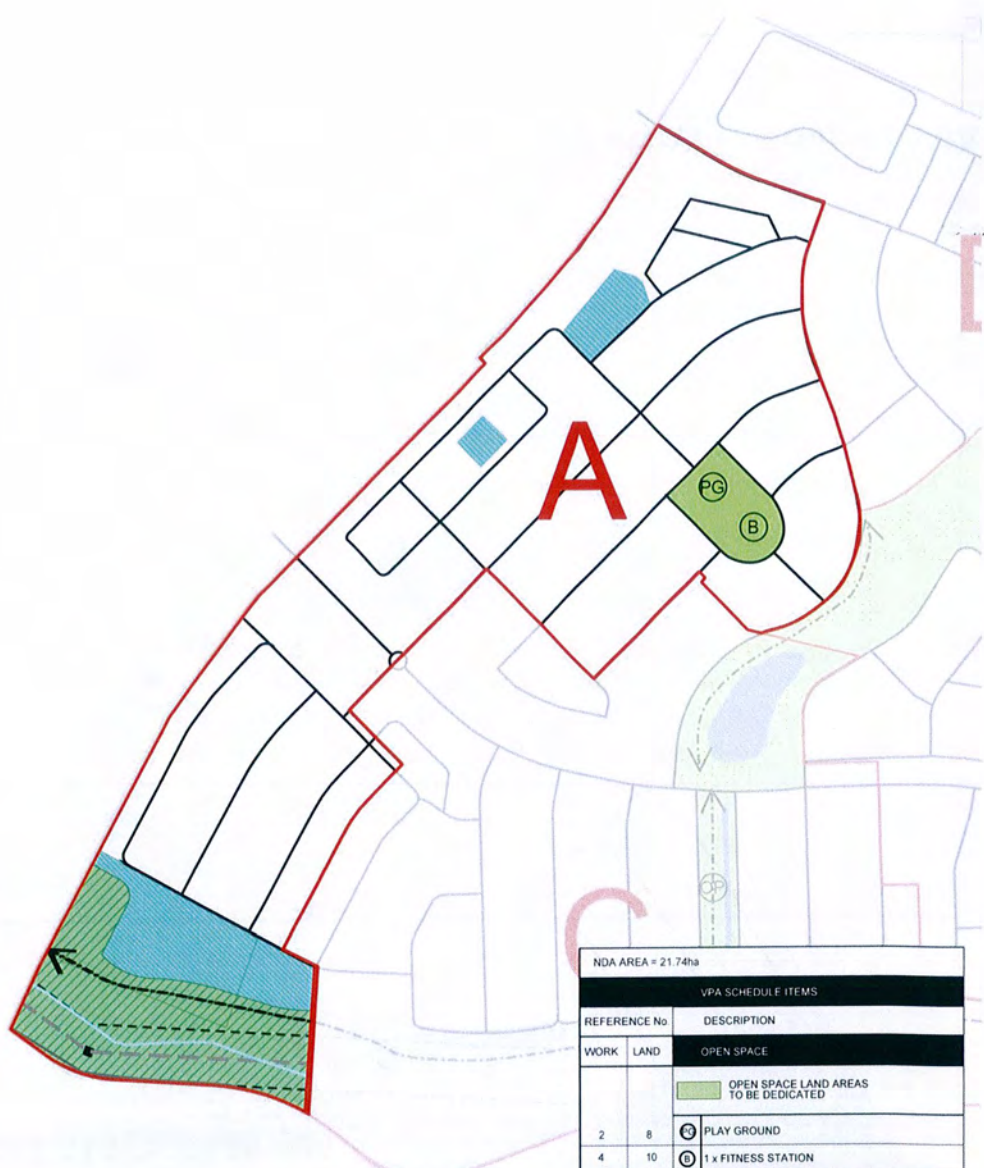 A
PG
B
C
CP
NDA AREA = 21.74ha
VPA SCHEDULE ITEMS
REFERENCE No. DESCRIPTION
WORK LAND OPEN SPACE
OPEN SPACE LAND AREAS
TO BE DEDICATED
2 8 PG PLAY GROUND
4 10 B 1 x FITNESS STATION